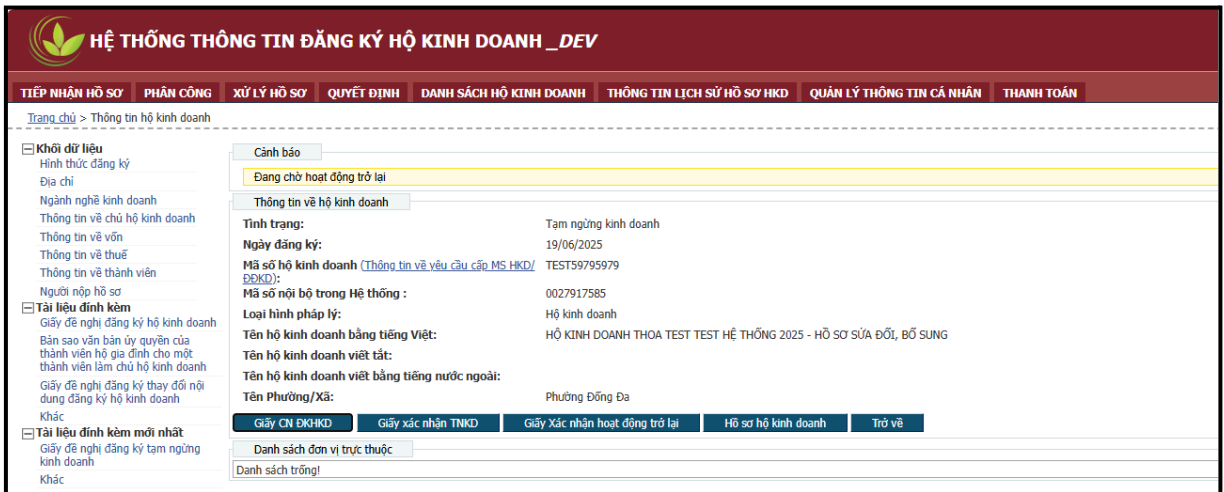 HỆ THỐNG THÔNG TIN ĐĂNG KÝ HỘ KINH DOANH _DEV
TIẾP NHẬN HỒ SƠ PHÂN CÔNG XỬ LÝ HỒ SƠ QUYẾT ĐỊNH DANH SÁCH HỘ KINH DOANH THÔNG TIN LỊCH SỬ HỒ SƠ HKD QUẢN LÝ THÔNG TIN CÁ NHÂN THANH TOÁN
Trang chủ > Thông tin hộ kinh doanh
Khối dữ liệu
Hình thức đăng ký
Địa chỉ
Ngành nghề kinh doanh
Thông tin về chủ hộ kinh doanh
Thông tin về vốn
Thông tin về thuế
Thông tin về thành viên
Người nộp hồ sơ
Tài liệu đính kèm
Giấy đề nghị đăng ký hộ kinh doanh
Bản sao văn bản ủy quyền của
thành viên hộ gia đình cho một
thành viên làm chủ hộ kinh doanh
Giấy đề nghị đăng ký thay đổi nội
dung đăng ký hộ kinh doanh
Khác
Tài liệu đính kèm mới nhất
Giấy đề nghị đăng ký tạm ngừng
kinh doanh
Khác
Cảnh báo
Đang chờ hoạt động trở lại
Thông tin về hộ kinh doanh
Tình trạng: Tạm ngừng kinh doanh
Ngày đăng ký: 19/06/2025
Mã số hộ kinh doanh (Thông tin về yêu cầu cấp MS HKD/ TEST59795979
ĐĐKD):
Mã số nội bộ trong Hệ thống : 0027917585
Loại hình pháp lý: Hộ kinh doanh
Tên hộ kinh doanh bằng tiếng Việt: HỘ KINH DOANH THOA TEST TEST HỆ THỐNG 2025 - HỒ SƠ SỬA ĐỔI, BỔ SUNG
Tên hộ kinh doanh viết tắt:
Tên hộ kinh doanh viết bằng tiếng nước ngoài:
Tên Phường/Xã: Phường Đống Đa
Giấy CN ĐKHKD Giấy xác nhận TNKD Giấy Xác nhận hoạt động trở lại Hồ sơ hộ kinh doanh Trở về
Danh sách đơn vị trực thuộc
Danh sách trống!